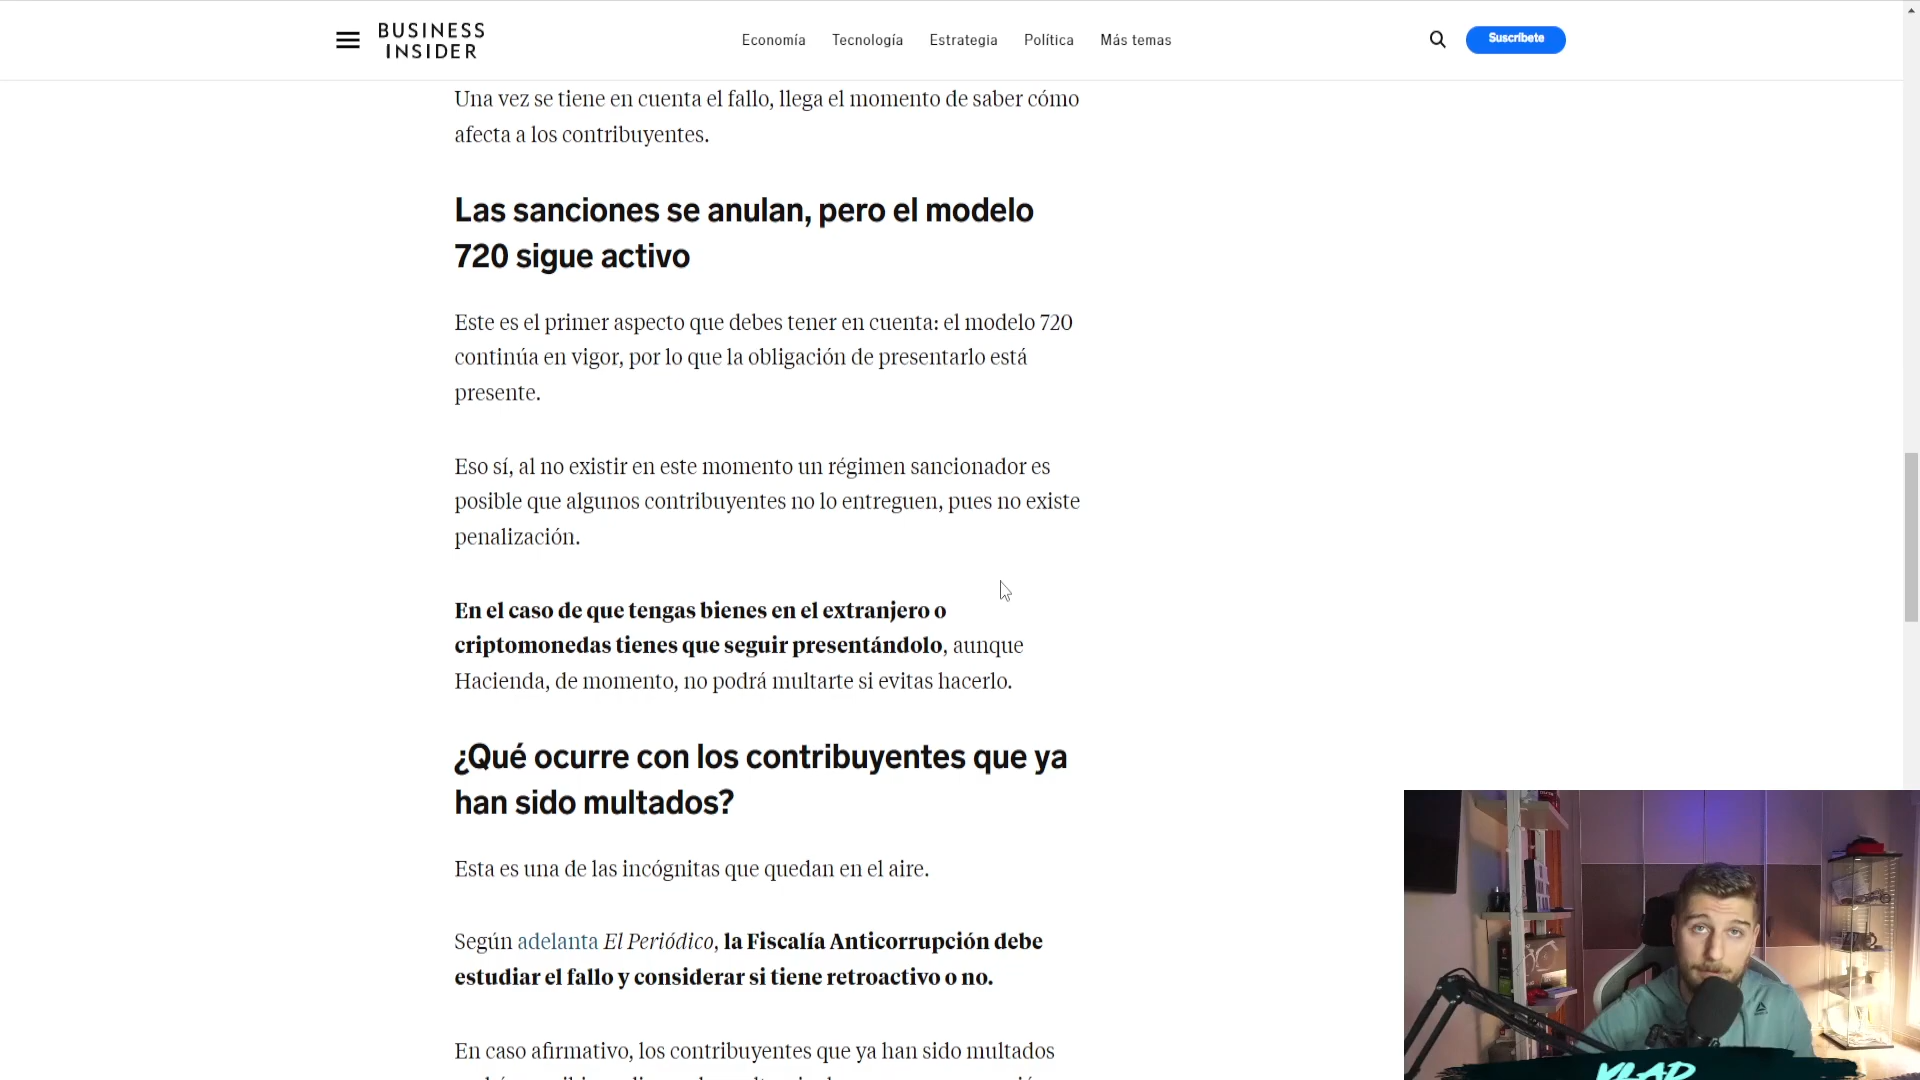 BUSINESS
INSIDER
Economía Tecnología Estrategia Política Más temas
Suscríbete
Una vez se tiene en cuenta el fallo, llega el momento de saber cómo
afecta a los contribuyentes.
Las sanciones se anulan, pero el modelo
720 sigue activo
Este es el primer aspecto que debes tener en cuenta: el modelo 720
continúa en vigor, por lo que la obligación de presentarlo está
presente.
Eso sí, al no existir en este momento un régimen sancionador es
posible que algunos contribuyentes no lo entreguen, pues no existe
penalización.
En el caso de que tengas bienes en el extranjero o
criptomonedas tienes que seguir presentándolo, aunque
Hacienda, de momento, no podrá multarte si evitas hacerlo.
¿Qué ocurre con los contribuyentes que ya
han sido multados?
Esta es una de las incógnitas que quedan en el aire.
Según adelanta El Periódico, la Fiscalía Anticorrupción debe
estudiar el fallo y considerar si tiene retroactivo o no.
En caso afirmativo, los contribuyentes que ya han sido multados
VLAD